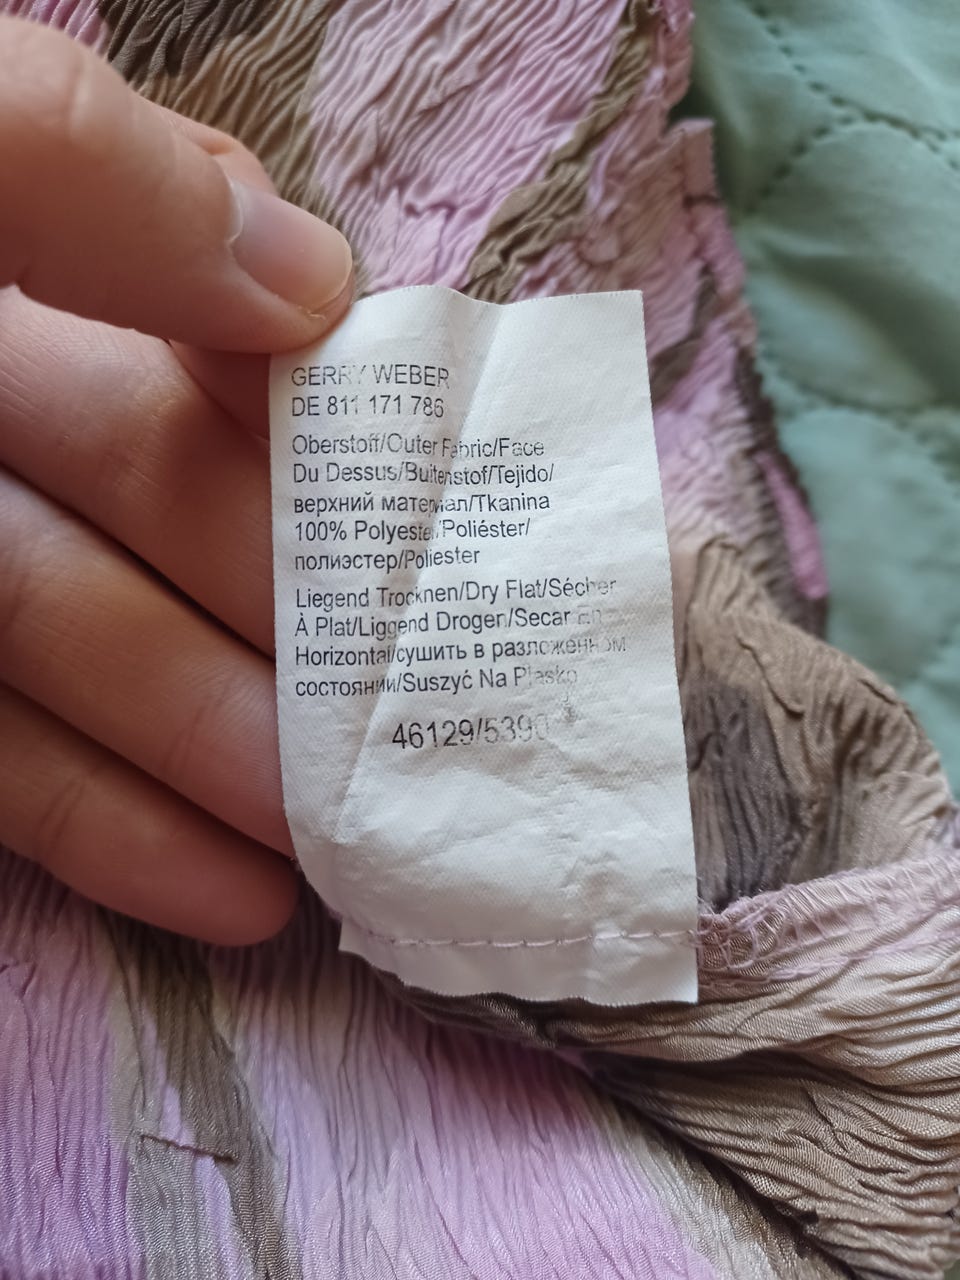 GERRY WEBER
DE 811 171 786
Oberstoff/Outer Fabric/Face
Du Dessus/Buitenstof/Tejido/
верхний материал/Tkanina
100% Polyester/Poliéster/
полиэстер/Poliester
Liegend Trocknen/Dry Flat/Sécher
À Plat/Liggend Drogen/Secar En
Horizontal/сушить в разложенном
состоянии/Suszyć Na Płasko
46129/5390